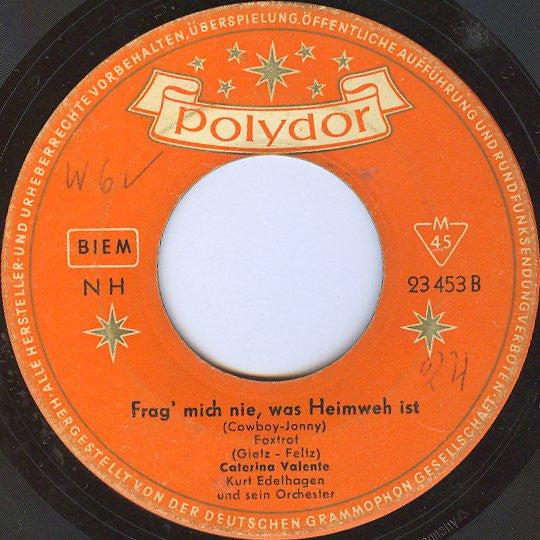 ALLE HERSTELLER-UND URHEBERRECHTE VORBEHALTEN, ÜBERSPIELUNG, ÖFFENTLICHE AUFFÜHRUNG UND RUNDFUNKSENDUNG VERBOTEN·
polydor
W6
BIEM
M
45
NH
23 453 B
24
Frag' mich nie, was Heimweh ist
(Cowboy-Jonny)
Foxtrot
(Gietz - Feltz)
Caterina Valente
Kurt Edelhagen
und sein Orchester
HERGESTELLT VON DER DEUTSCHEN GRAMMOPHON GESELLSCHAFT·